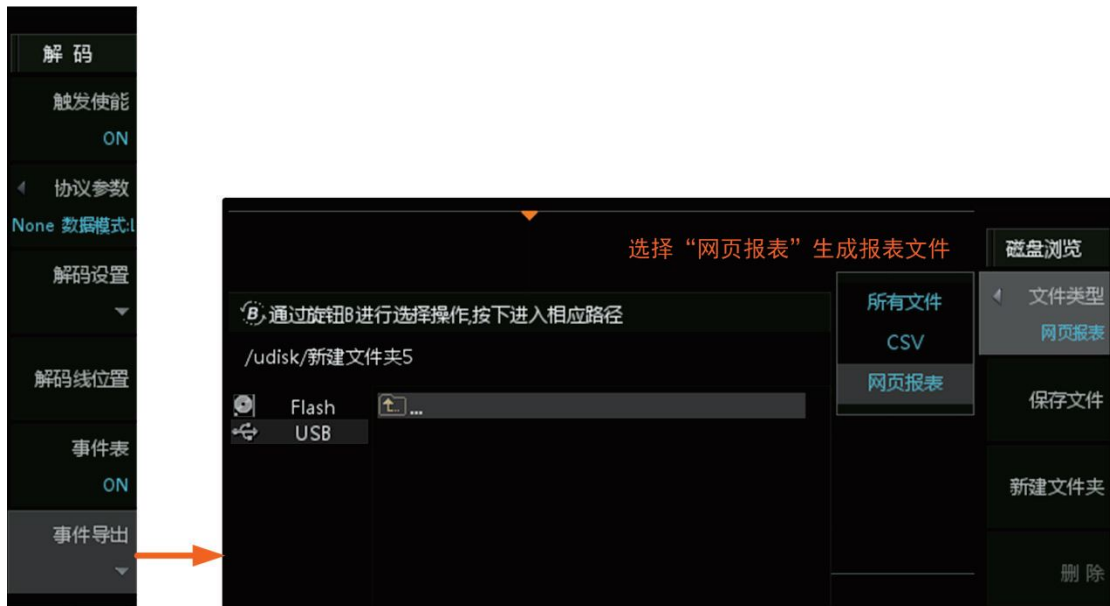 解 码
触发使能
ON
协议参数
None 数据模式:L
解码设置
解码线位置
事件表
ON
事件导出
选择“网页报表”生成报表文件
磁盘浏览
B 通过旋钮B进行选择操作,按下进入相应路径
/udisk/新建文件夹5
Flash
...
USB
所有文件
CSV
网页报表
文件类型
网页报表
保存文件
新建文件夹
删 除